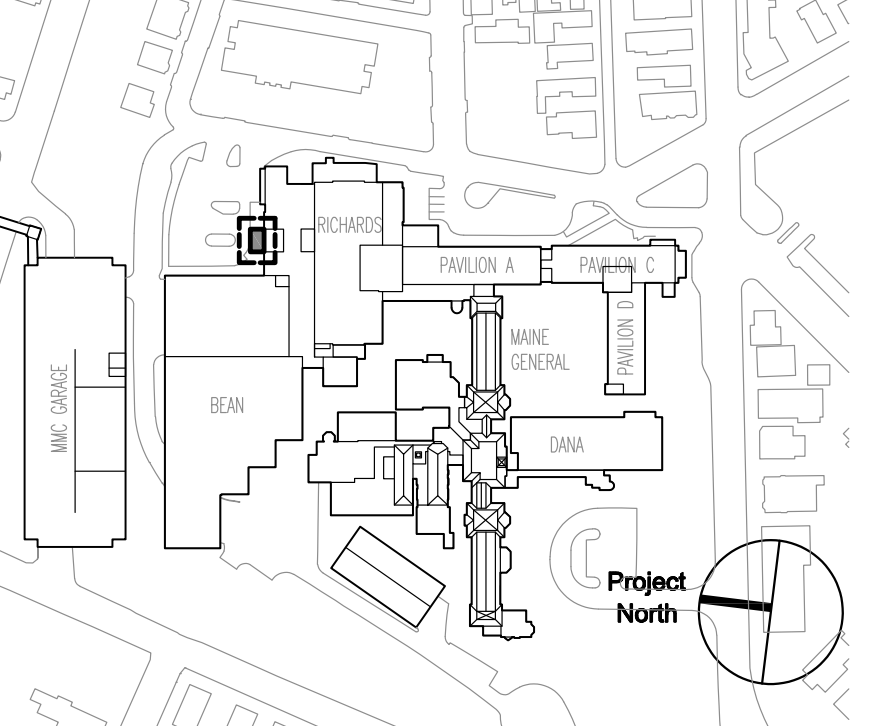 RICHARDS
PAVILION A
PAVILION C
PAVILION D
MAINE
GENERAL
MMC GARAGE
BEAN
DANA
Project
North